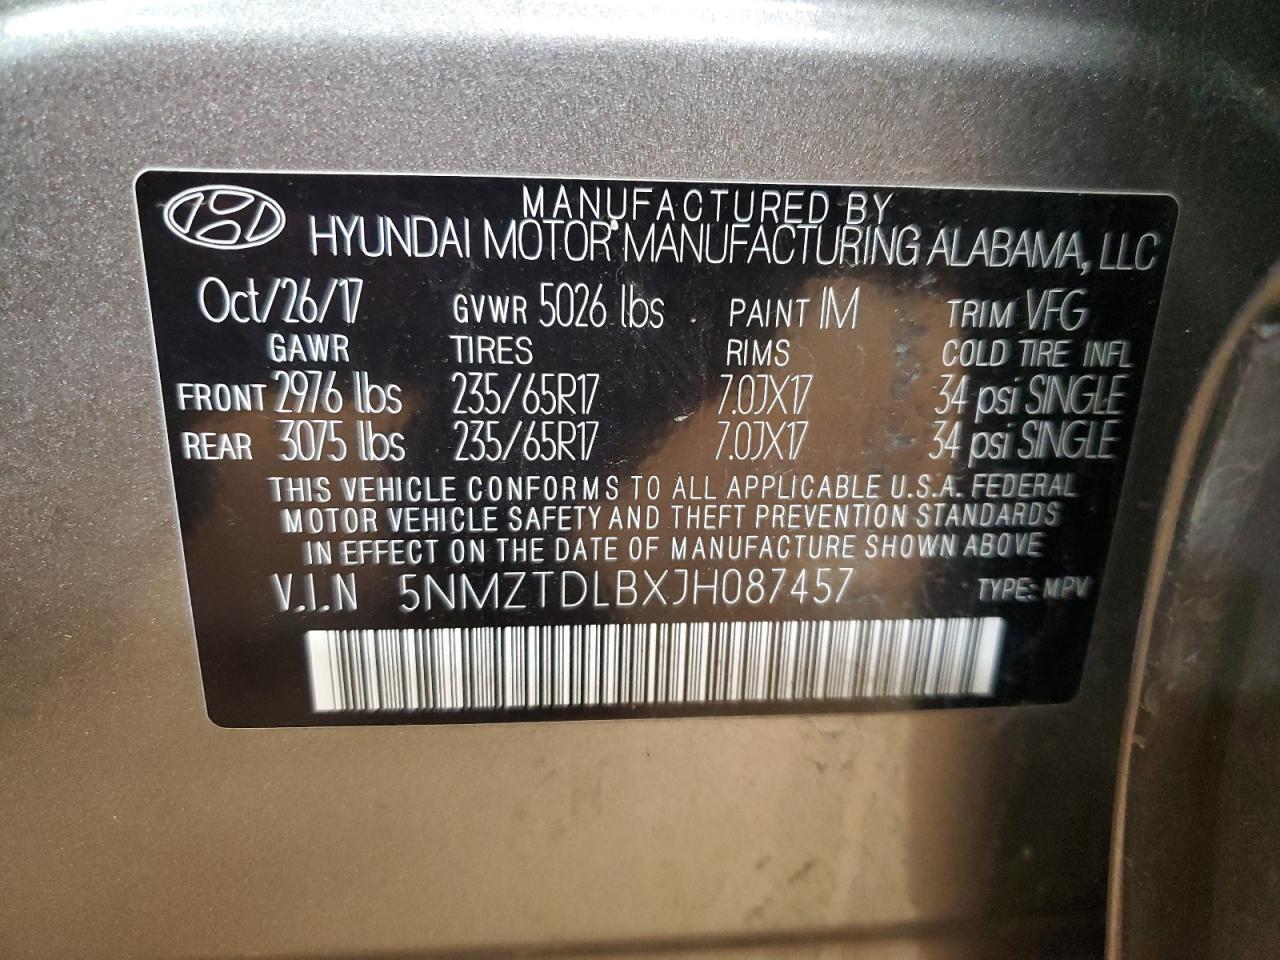 MANUFACTURED BY
HYUNDAI MOTOR MANUFACTURING ALABAMA, LLC
Oct/26/17 GVWR 5026 lbs PAINT IM TRIM VFG
GAWR TIRES RIMS COLD TIRE INFL
FRONT 2976 lbs 235/65R17 7.0JX17 34 psi SINGLE
REAR 3075 lbs 235/65R17 7.0JX17 34 psi SINGLE
THIS VEHICLE CONFORMS TO ALL APPLICABLE U.S.A. FEDERAL
MOTOR VEHICLE SAFETY AND THEFT PREVENTION STANDARDS
IN EFFECT ON THE DATE OF MANUFACTURE SHOWN ABOVE
V.I.N 5NMZTDLBXJH087457 TYPE: MPV